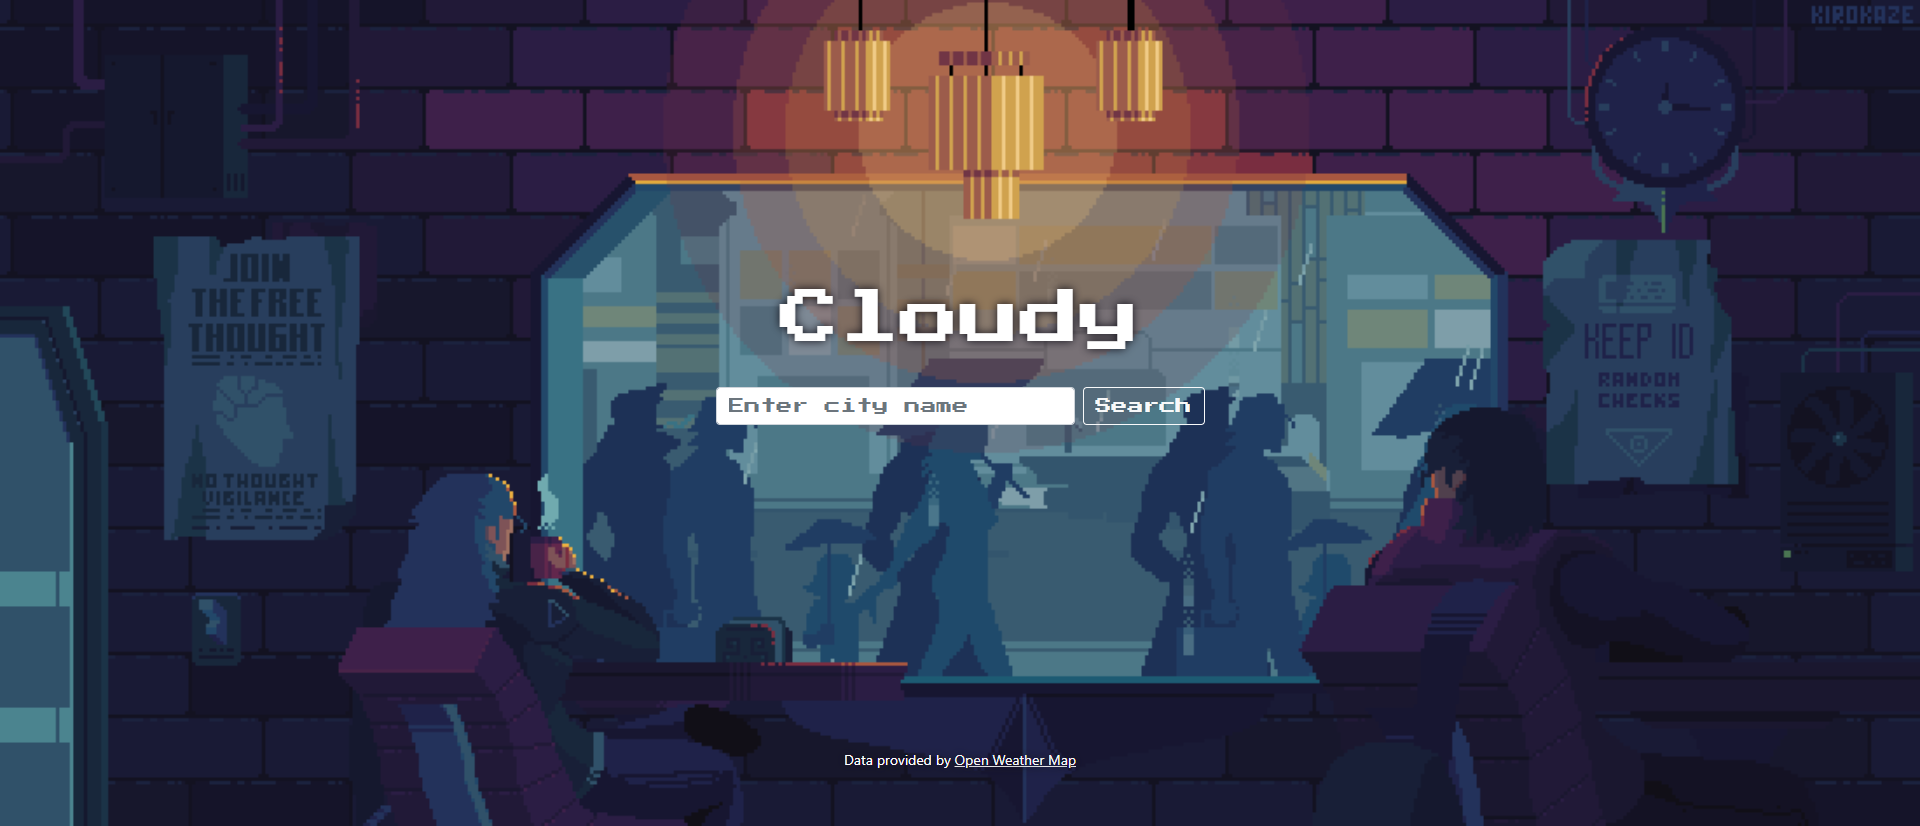 KIROKAZE
JOIN
THE FREE
THOUGHT
NO THOUGHT
VIGILANCE
KEEP ID
RANDOM
CHECKS
Cloudy
Enter city name
Search
Data provided by Open Weather Map